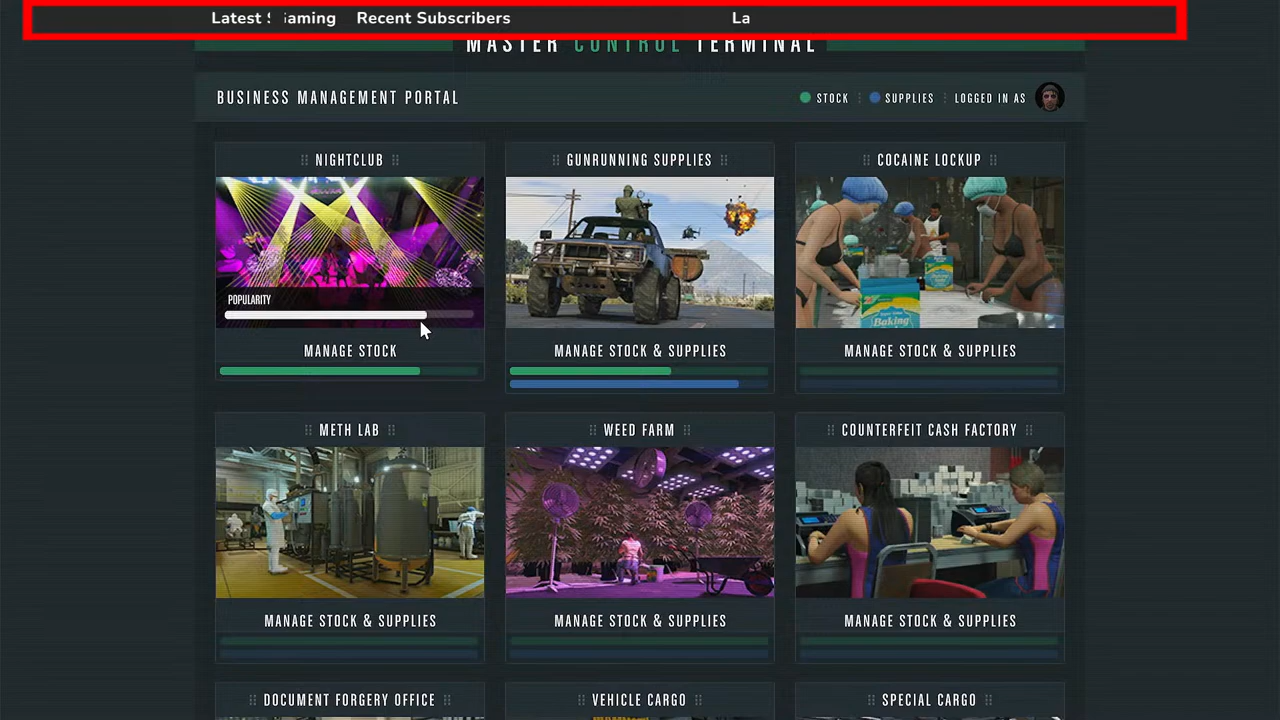 Latest S aming Recent Subscribers La
MASTER CONTROL TERMINAL
BUSINESS MANAGEMENT PORTAL
STOCK SUPPLIES LOGGED IN AS
NIGHTCLUB GUNRUNNING SUPPLIES COCAINE LOCKUP
Baking
POPULARITY
MANAGE STOCK MANAGE STOCK & SUPPLIES MANAGE STOCK & SUPPLIES
METH LAB WEED FARM COUNTERFEIT CASH FACTORY
MANAGE STOCK & SUPPLIES MANAGE STOCK & SUPPLIES MANAGE STOCK & SUPPLIES
DOCUMENT FORGERY OFFICE VEHICLE CARGO SPECIAL CARGO